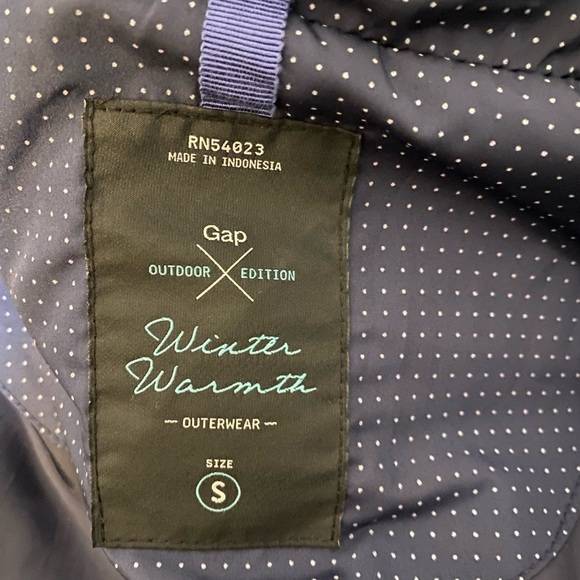 RN54023
MADE IN INDONESIA
Gap
OUTDOOR EDITION
Winter
Warmth
OUTERWEAR
SIZE
S